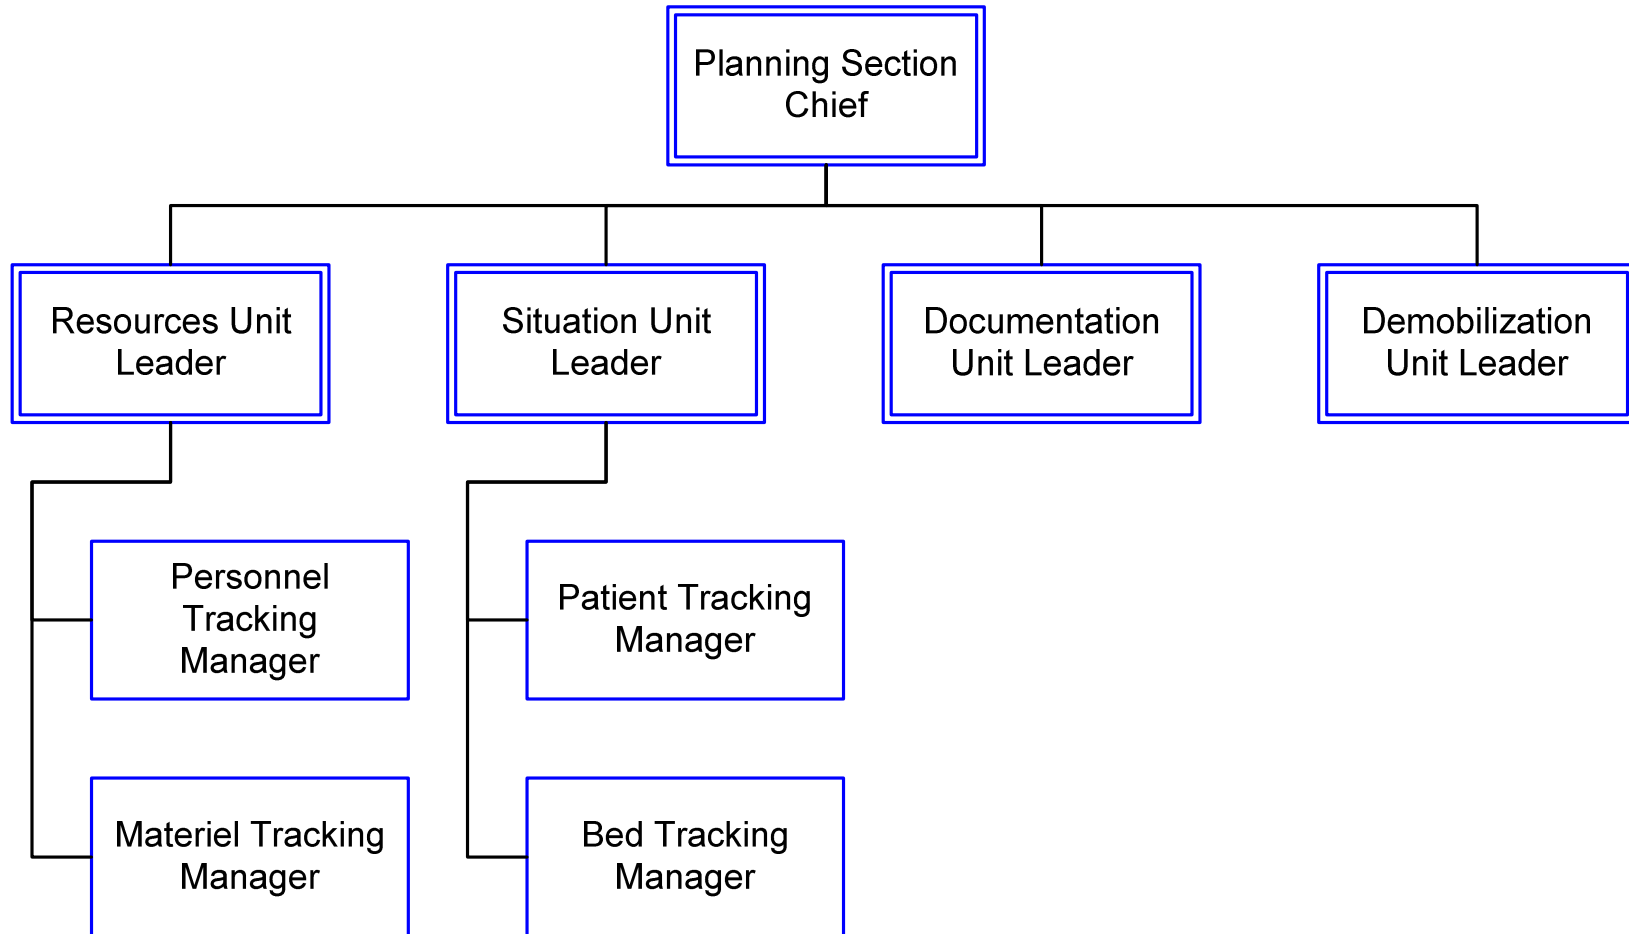 Planning Section
Chief
Resources Unit
Leader
Situation Unit
Leader
Documentation
Unit Leader
Demobilization
Unit Leader
Personnel
Tracking
Manager
Patient Tracking
Manager
Materiel Tracking
Manager
Bed Tracking
Manager